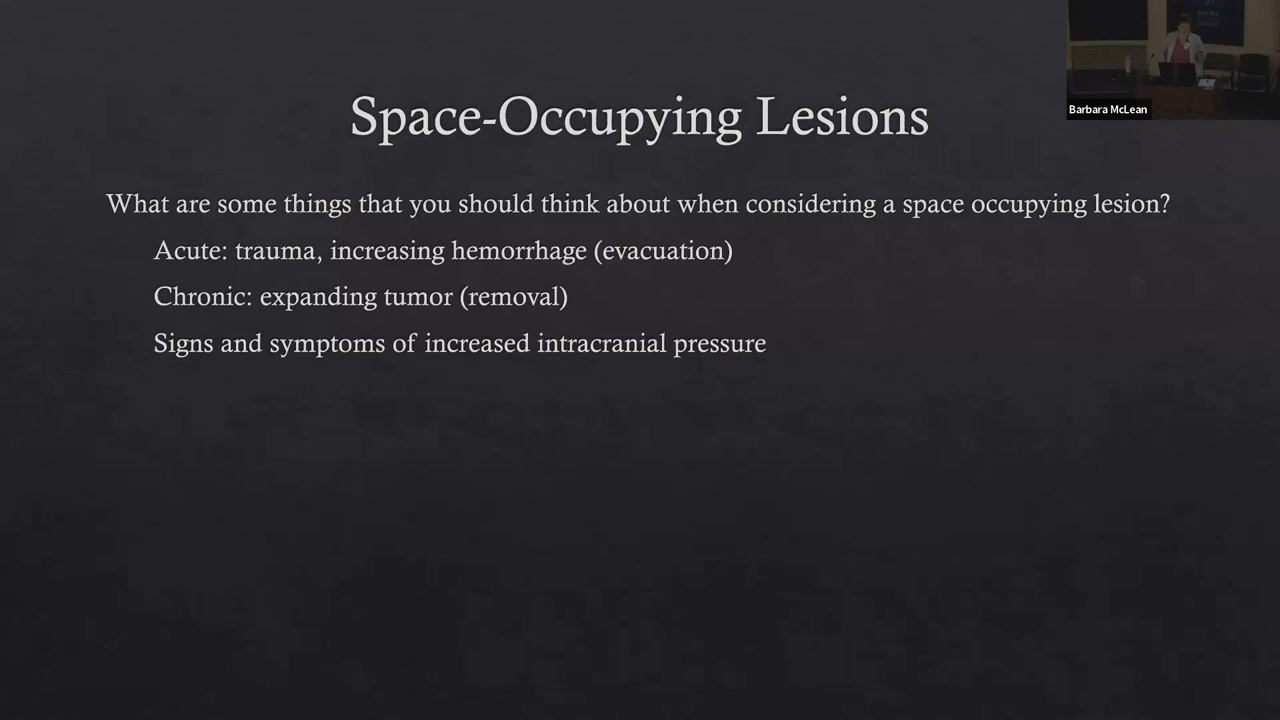 Space-Occupying Lesions
Barbara McLean
What are some things that you should think about when considering a space occupying lesion?
Acute: trauma, increasing hemorrhage (evacuation)
Chronic: expanding tumor (removal)
Signs and symptoms of increased intracranial pressure